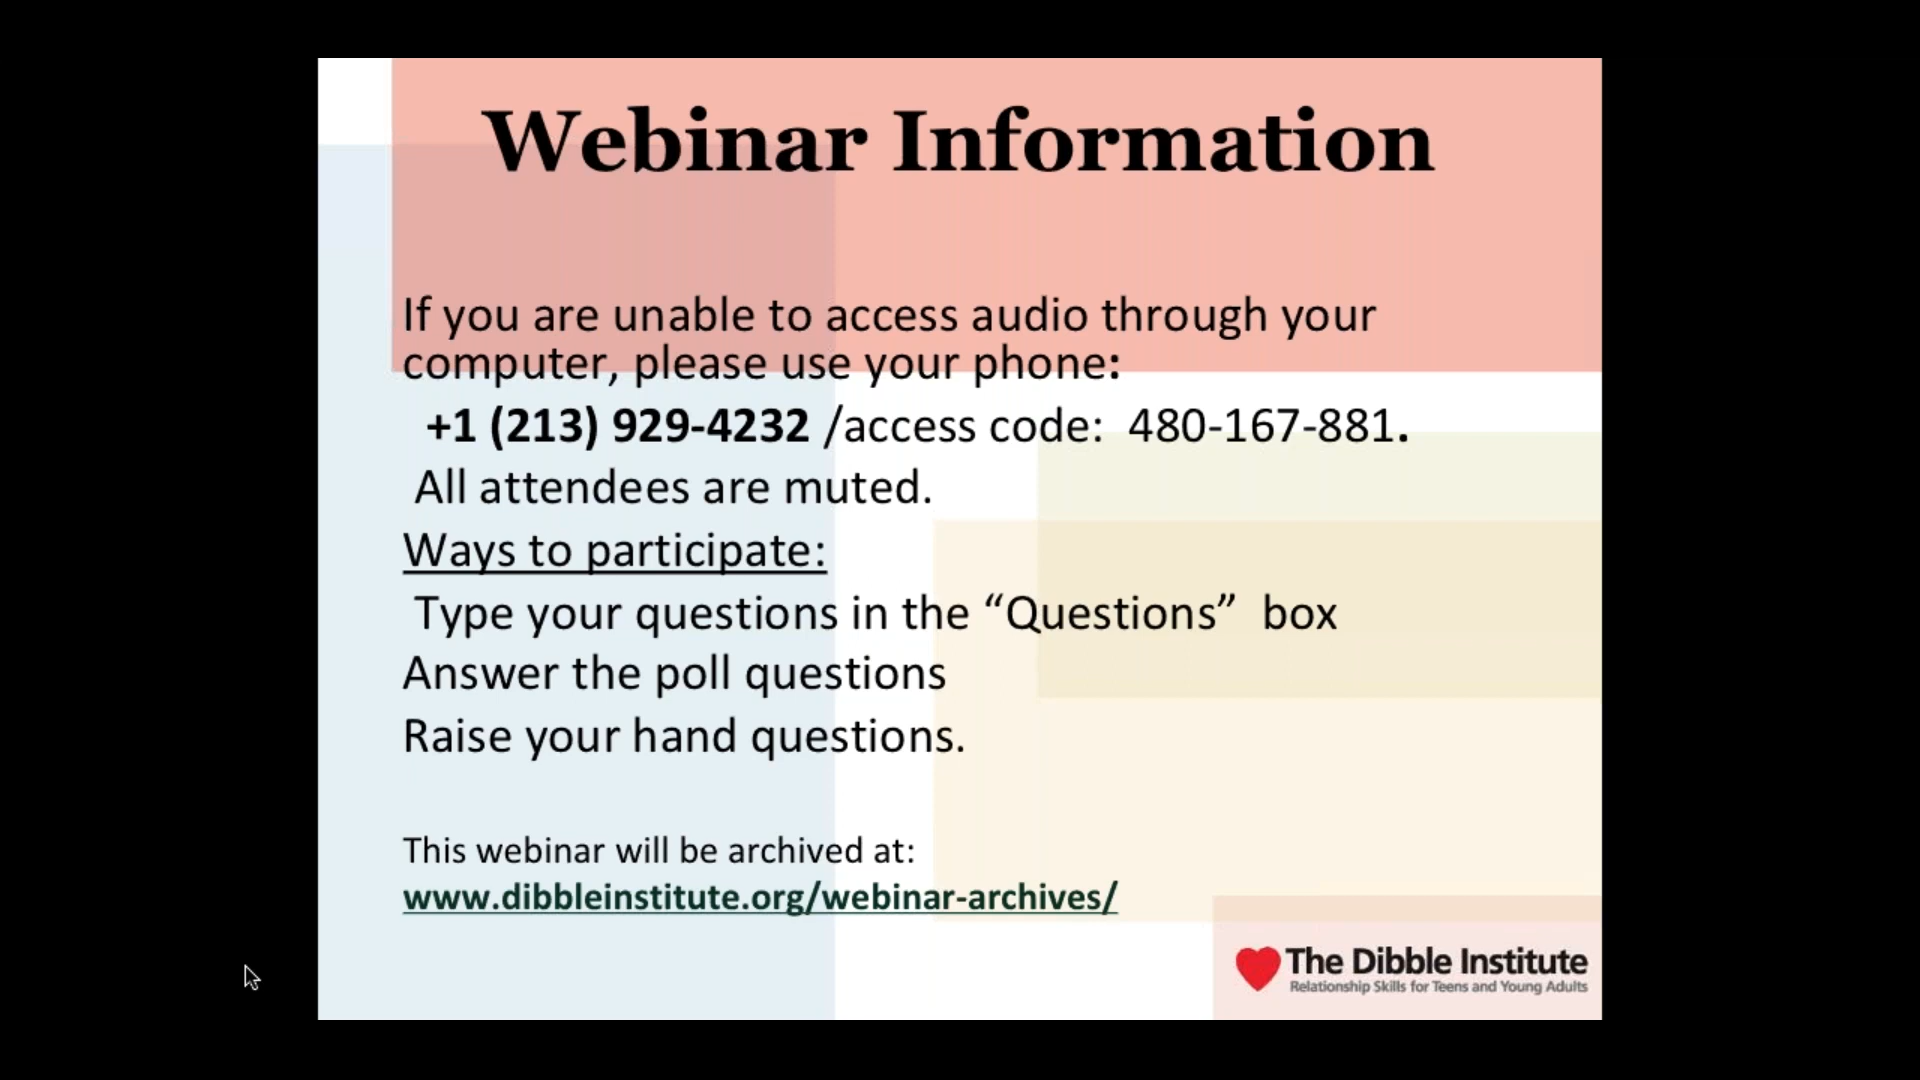 Webinar Information
If you are unable to access audio through your
computer, please use your phone:
+1 (213) 929-4232 /access code:  480-167-881.
All attendees are muted.
Ways to participate:
Type your questions in the “Questions”  box
Answer the poll questions
Raise your hand questions.
This webinar will be archived at:
www.dibbleinstitute.org/webinar-archives/
The Dibble Institute
Relationship Skills for Teens and Young Adults